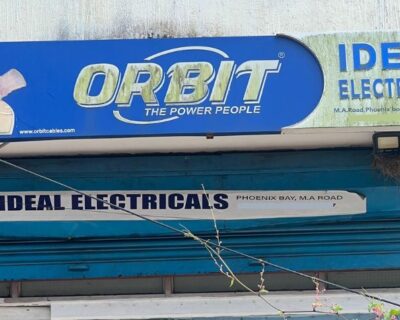 ORBIT®
THE POWER PEOPLE
www.orbitcables.com
IDE
ELECTR
M.A.Road, Phoenix
IDEAL ELECTRICALS
PHOENIX BAY, M.A ROAD